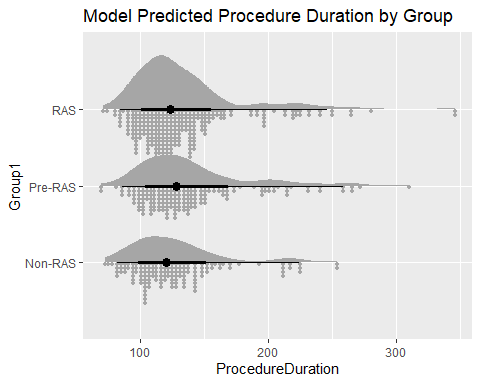 Model Predicted Procedure Duration by Group
Group1
RAS
Pre-RAS
Non-RAS
100
200
300
ProcedureDuration